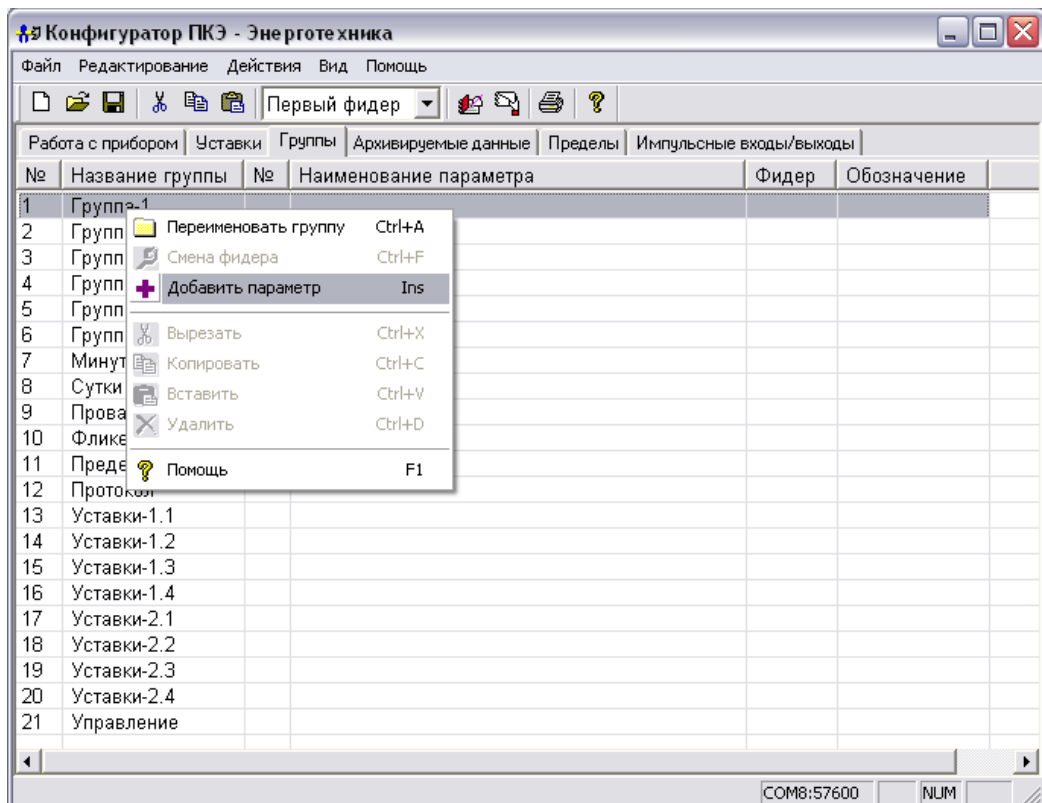 Конфигуратор ПКЭ - Энерготехника
Файл Редактирование Действия Вид Помощь
Первый фидер
Работа с прибором Уставки Группы Архивируемые данные Пределы Импульсные входы/выходы
№ Название группы № Наименование параметра Фидер Обозначение
1 Группа-1
2 Групп
3 Групп
4 Групп
5 Групп
6 Групп
7 Минут
8 Сутки
9 Прова
10 Флике
11 Преде
12 Протокол
13 Уставки-1.1
14 Уставки-1.2
15 Уставки-1.3
16 Уставки-1.4
17 Уставки-2.1
18 Уставки-2.2
19 Уставки-2.3
20 Уставки-2.4
21 Управление
Переименовать группу Ctrl+A
Смена фидера Ctrl+F
Добавить параметр Ins
Вырезать Ctrl+X
Копировать Ctrl+C
Вставить Ctrl+V
Удалить Ctrl+D
Помощь F1
COM8:57600 NUM